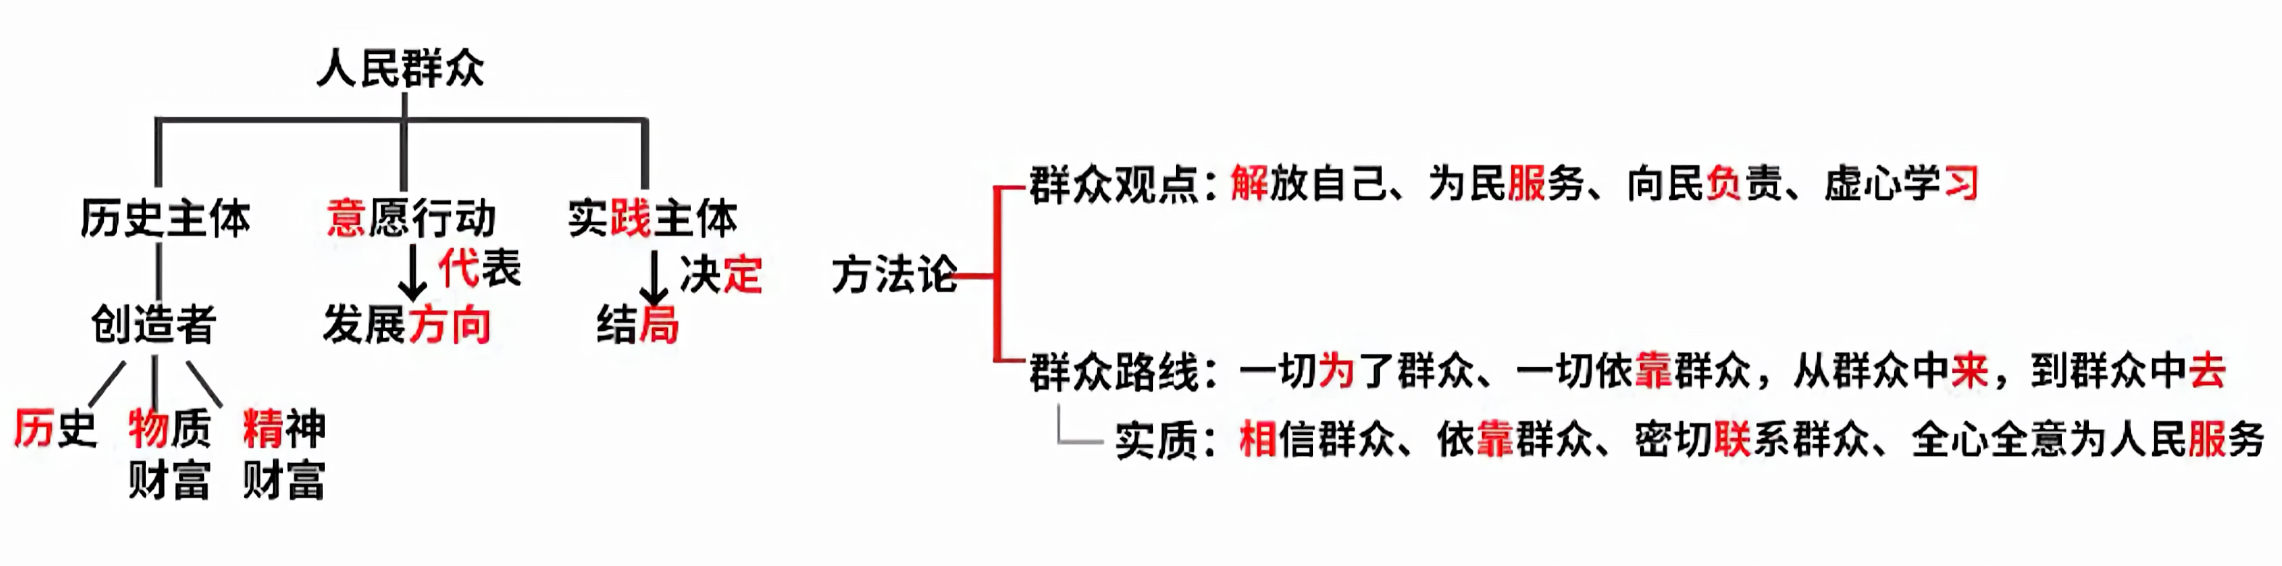 人民群众
历史主体
意愿行动
实践主体
代表
决定
创造者
发展方向
结局
历史
物质
财富
精神
财富
方法论
群众观点：解放自己、为民服务、向民负责、虚心学习
群众路线：一切为了群众、一切依靠群众，从群众中来，到群众中去
实质：相信群众、依靠群众、密切联系群众、全心全意为人民服务